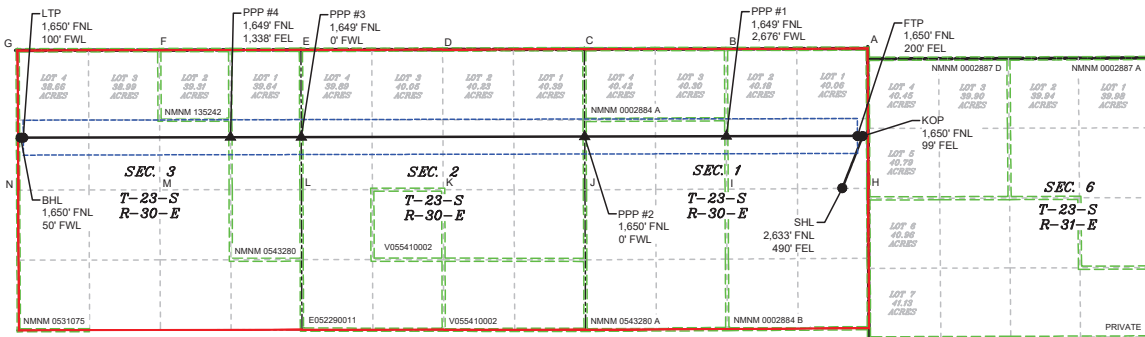 LTP
1,650' FNL
100' FWL
PPP #4
1,649' FNL
1,338' FEL
PPP #3
1,649' FNL
0' FWL
PPP #1
1,649' FNL
2,676' FWL
FTP
1,650' FNL
200' FEL
G
F
E
D
C
B
A
LOT 4
38.66
ACRES
LOT 3
38.99
ACRES
LOT 2
39.31
ACRES
LOT 1
39.64
ACRES
LOT 4
39.89
ACRES
LOT 3
40.05
ACRES
LOT 2
40.23
ACRES
LOT 1
40.39
ACRES
LOT 4
40.42
ACRES
LOT 3
40.30
ACRES
LOT 2
40.18
ACRES
LOT 1
40.06
ACRES
NMNM 0002887 D
NMNM 0002887 A
LOT 4
40.45
ACRES
LOT 3
39.90
ACRES
LOT 2
39.94
ACRES
LOT 1
39.98
ACRES
NMNM 135242
NMNM 0002884 A
KOP
1,650' FNL
99' FEL
LOT 5
40.79
ACRES
SEC. 3
T-23-S
R-30-E
SEC. 2
T-23-S
R-30-E
SEC. 1
T-23-S
R-30-E
SEC. 6
T-23-S
R-31-E
N
M
L
K
J
I
H
BHL
1,650' FNL
50' FWL
PPP #2
1,650' FNL
0' FWL
SHL
2,633' FNL
490' FEL
LOT 6
40.96
ACRES
NMNM 0543280
V055410002
LOT 7
41.13
ACRES
NMNM 0531075
E052290011
V055410002
NMNM 0543280 A
NMNM 0002884 B
PRIVATE